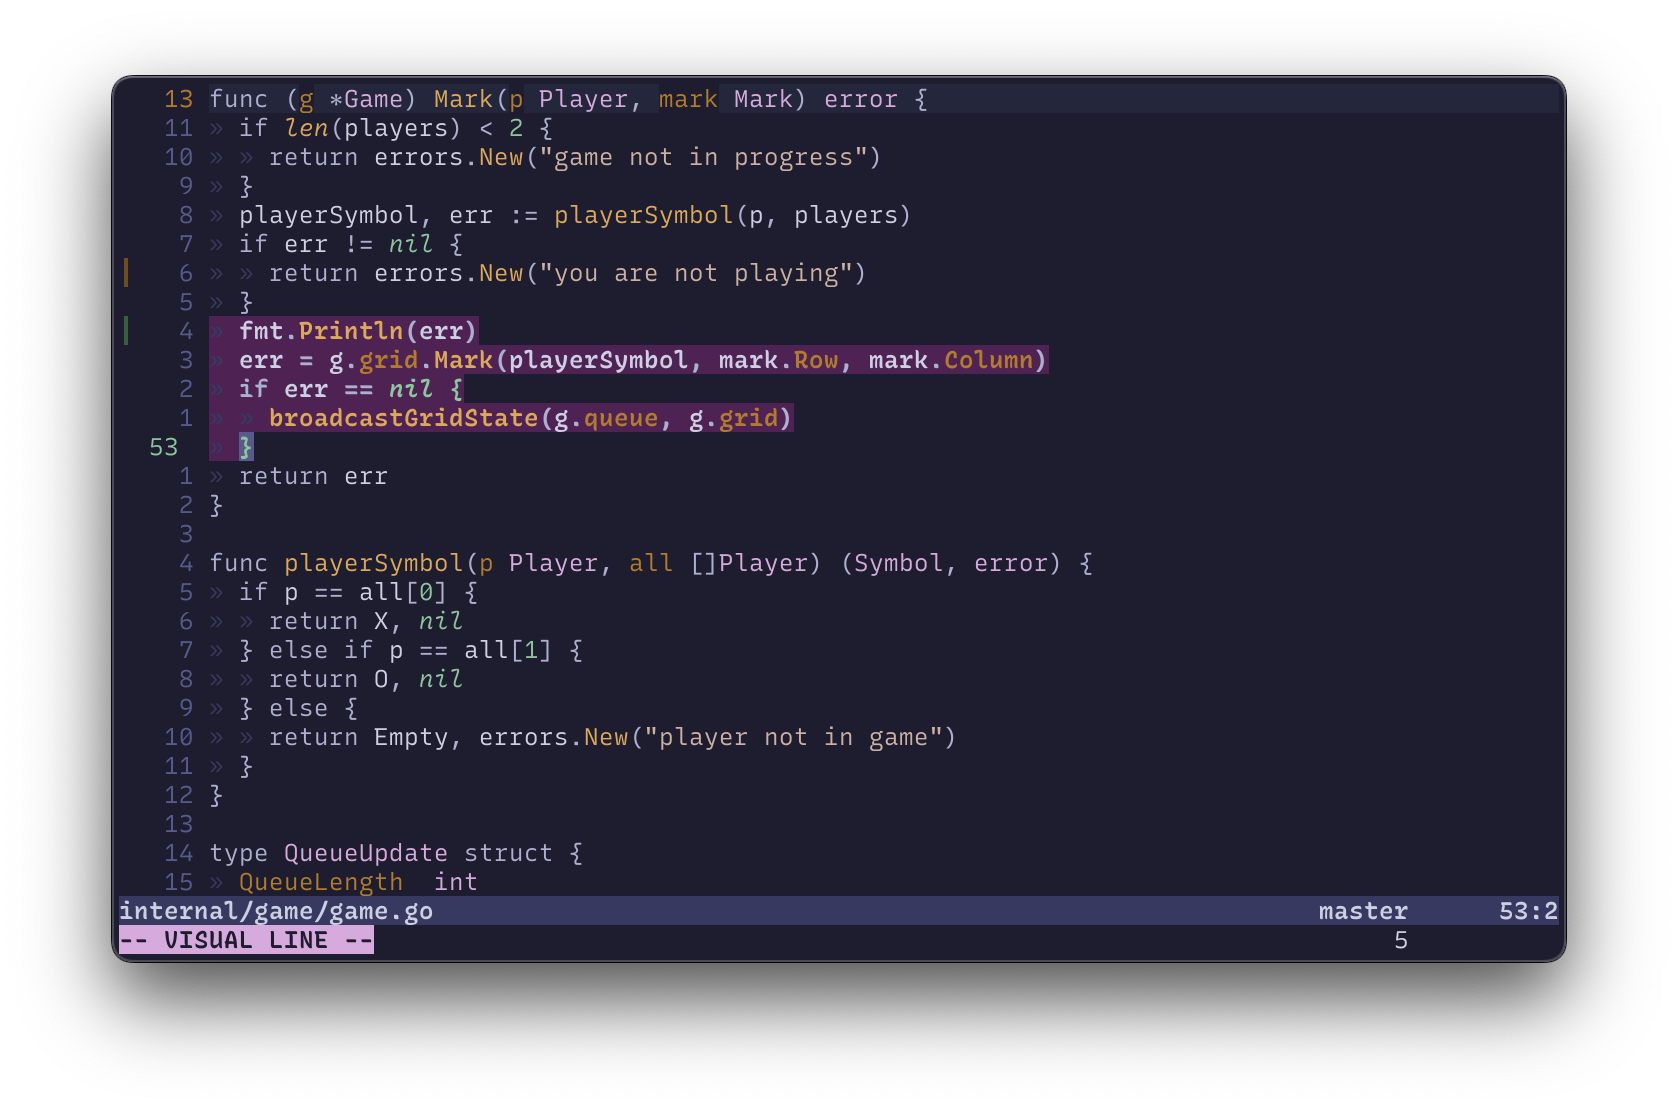 13 func (g *Game) Mark(p Player, mark Mark) error {
11 » if len(players) < 2 {
10 » » return errors.New("game not in progress")
9 » }
8 » playerSymbol, err := playerSymbol(p, players)
7 » if err != nil {
6 » » return errors.New("you are not playing")
5 » }
4 » fmt.Println(err)
3 » err = g.grid.Mark(playerSymbol, mark.Row, mark.Column)
2 » if err == nil {
1 » » broadcastGridState(g.queue, g.grid)
53 » }
1 » return err
2 }
3
4 func playerSymbol(p Player, all []Player) (Symbol, error) {
5 » if p == all[0] {
6 » » return X, nil
7 » } else if p == all[1] {
8 » » return O, nil
9 » } else {
10 » » return Empty, errors.New("player not in game")
11 » }
12 }
13
14 type QueueUpdate struct {
15 » QueueLength  int
internal/game/game.go master 53:2
-- VISUAL LINE -- 5